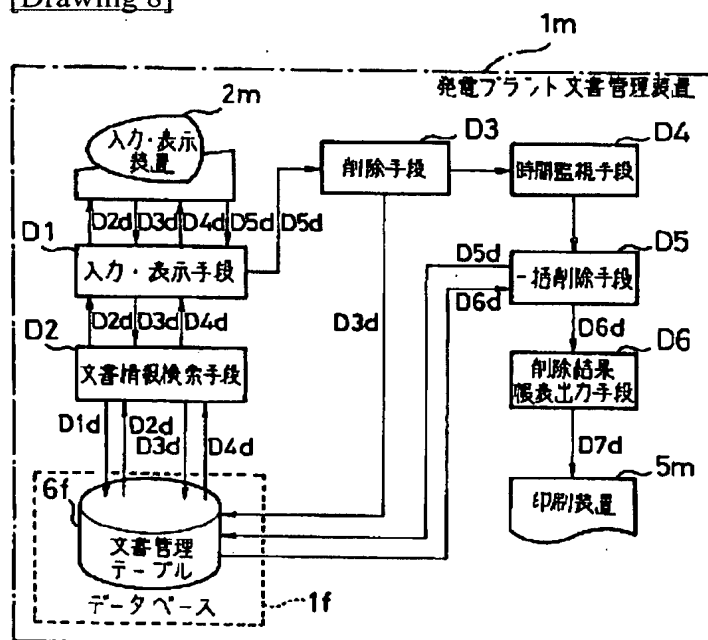 [Drawing 8]
1m
発電プラント文書管理装置
2m
入力・表示
装置
D3
削除手段
D4
時間監視手段
D2d D3d D4d D5d D5d
D1
入力・表示手段
D5d
D6d
D5
一括削除手段
D2d D3d D4d
D3d
D6d
D2
文書情報検索手段
D6
削除結果
帳表出力手段
D1d D2d D3d D4d
D7d
6f
5m
印刷装置
文書管理
テーブル
データベース
1f